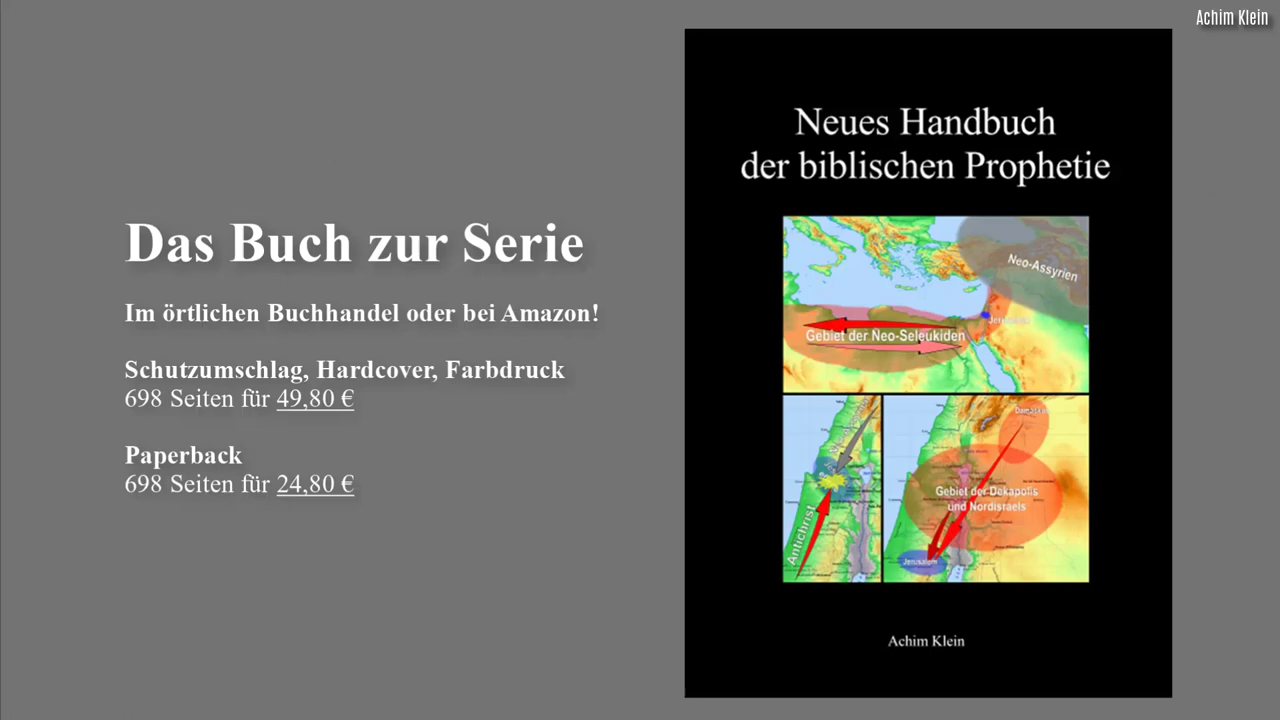 Achim Klein
Das Buch zur Serie
Im örtlichen Buchhandel oder bei Amazon!
Schutzumschlag, Hardcover, Farbdruck
698 Seiten für 49,80 €
Paperback
698 Seiten für 24,80 €
Neues Handbuch
der biblischen Prophetie
Neo-Assyrien
Jerusalem
Gebiet der Neo-Seleukiden
Antichrist
Damaskus
Gebiet der Dekapolis
und Nordisraels
Jerusalem
Achim Klein